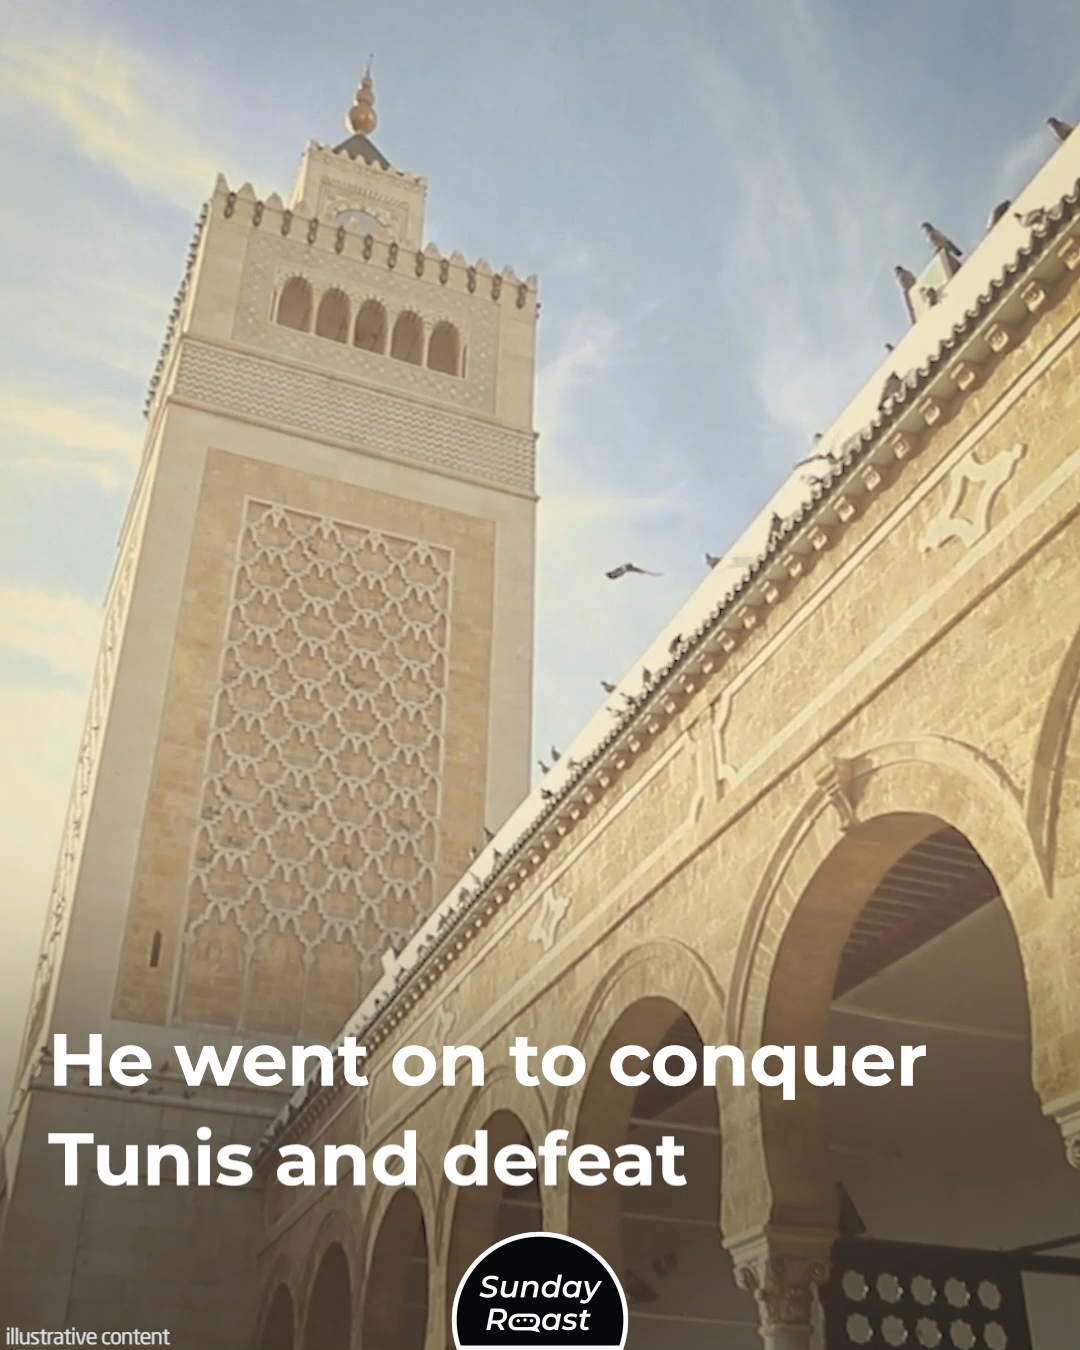 He went on to conquer
Tunis and defeat
Sunday
Roast
illustrative content